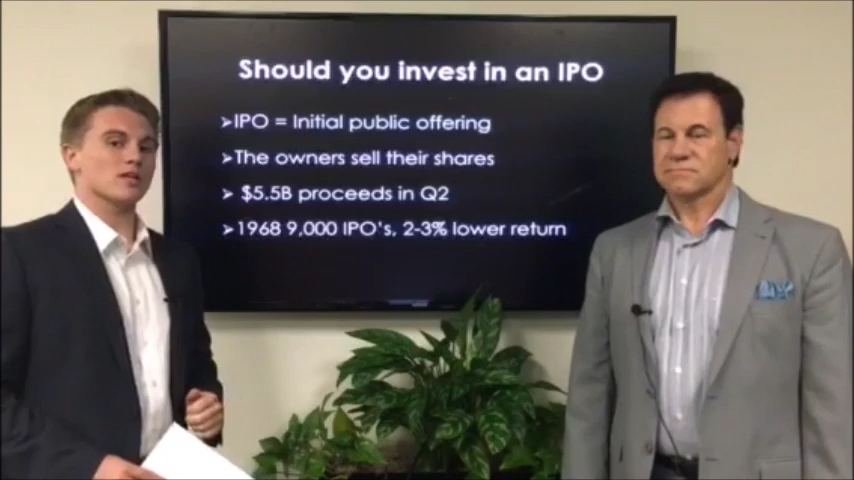 Should you invest in an IPO
➢IPO = Initial public offering
➢The owners sell their shares
➢ $5.5B proceeds in Q2
➢1968 9,000 IPO's, 2-3% lower return